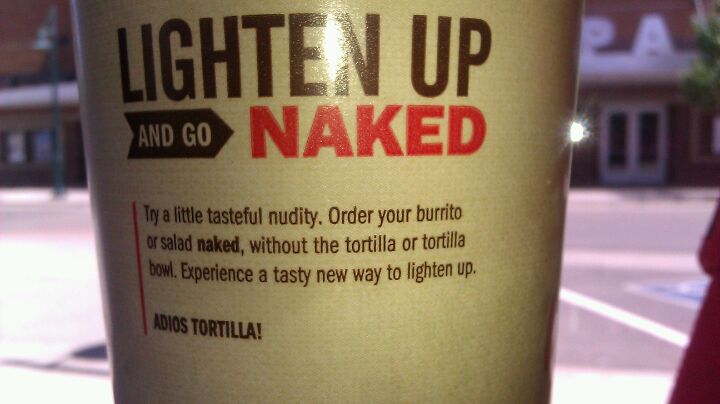 LIGHTEN UP
AND GO NAKED
Try a little tasteful nudity. Order your burrito
or salad naked, without the tortilla or tortilla
bowl. Experience a tasty new way to lighten up.
ADIOS TORTILLA!
PA